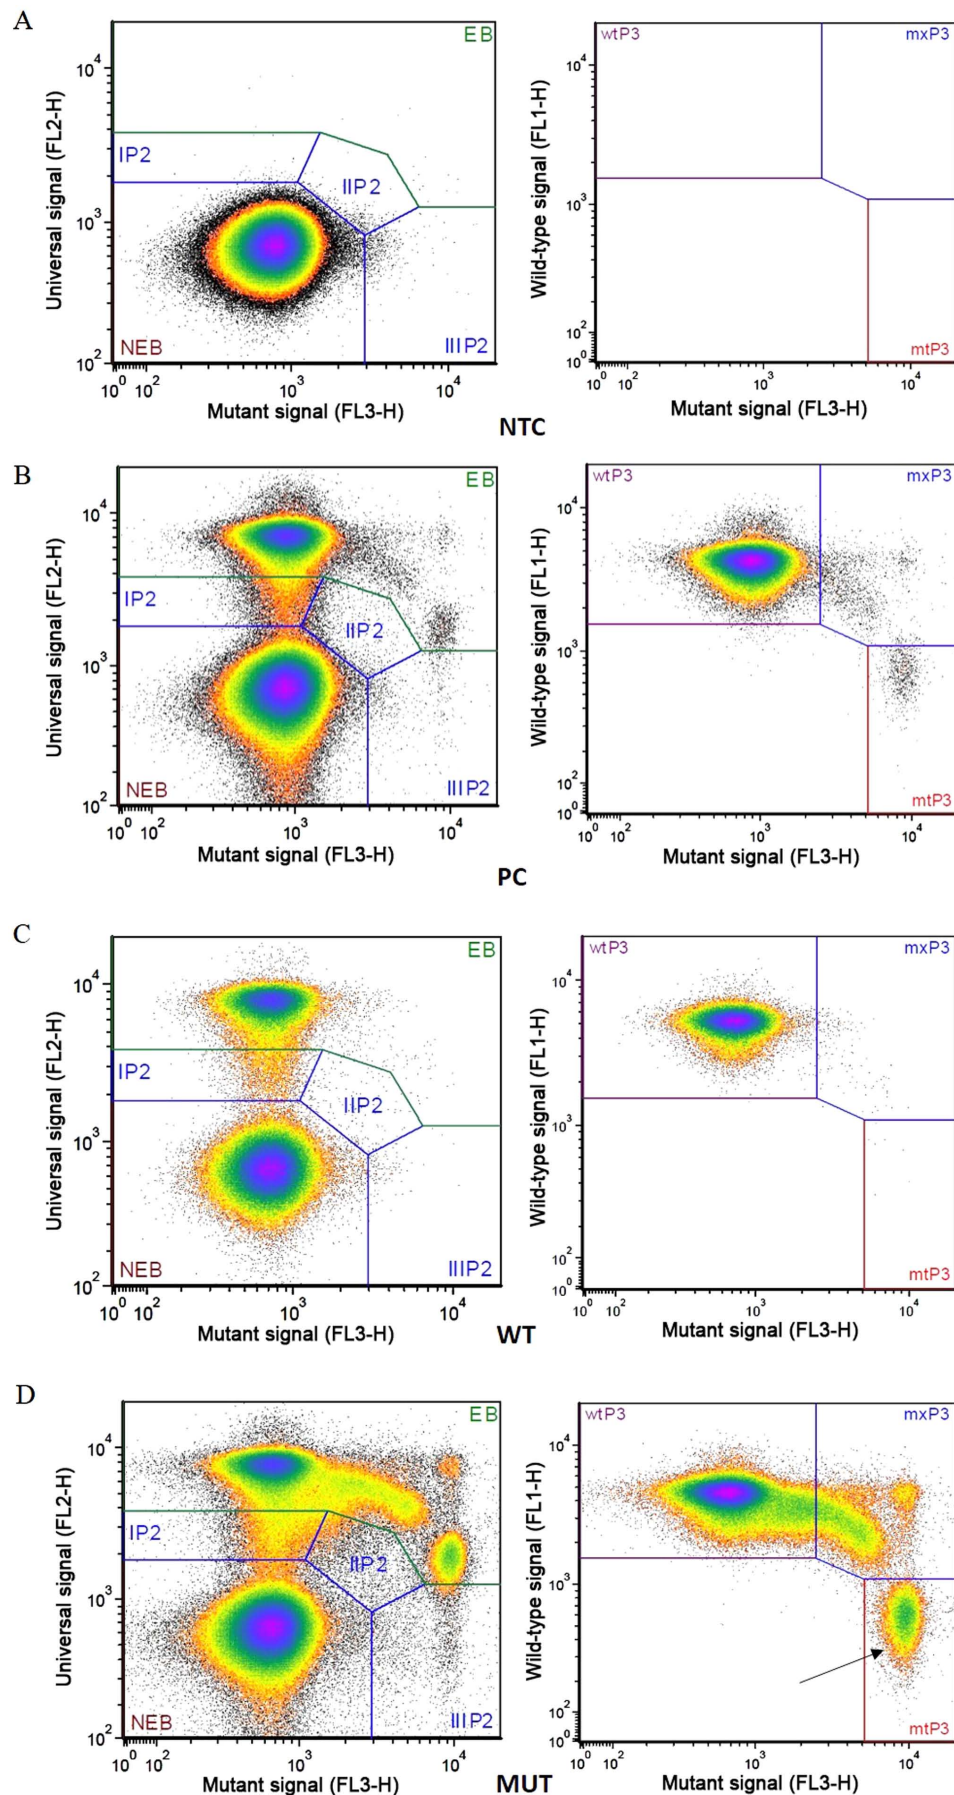 A
EB
IP2
IIP2
NEB
IIIP2
Universal signal (FL2-H)
10^4
10^3
10^2
10^0 10^2 10^3 10^4
Mutant signal (FL3-H)
wtP3
mxP3
mtP3
Wild-type signal (FL1-H)
10^4
10^3
10^2
10^0
10^0 10^2 10^3 10^4
Mutant signal (FL3-H)
NTC
B
EB
IP2
IIP2
NEB
IIIP2
Universal signal (FL2-H)
10^4
10^3
10^2
10^0 10^2 10^3 10^4
Mutant signal (FL3-H)
wtP3
mxP3
mtP3
Wild-type signal (FL1-H)
10^4
10^3
10^2
10^0
10^0 10^2 10^3 10^4
Mutant signal (FL3-H)
PC
C
EB
IP2
IIP2
NEB
IIIP2
Universal signal (FL2-H)
10^4
10^3
10^2
10^0 10^2 10^3 10^4
Mutant signal (FL3-H)
wtP3
mxP3
mtP3
Wild-type signal (FL1-H)
10^4
10^3
10^2
10^0
10^0 10^2 10^3 10^4
Mutant signal (FL3-H)
WT
D
EB
IP2
IIP2
NEB
IIIP2
Universal signal (FL2-H)
10^4
10^3
10^2
10^0 10^2 10^3 10^4
Mutant signal (FL3-H)
wtP3
mxP3
mtP3
Wild-type signal (FL1-H)
10^4
10^3
10^2
10^0
10^0 10^2 10^3 10^4
Mutant signal (FL3-H)
MUT